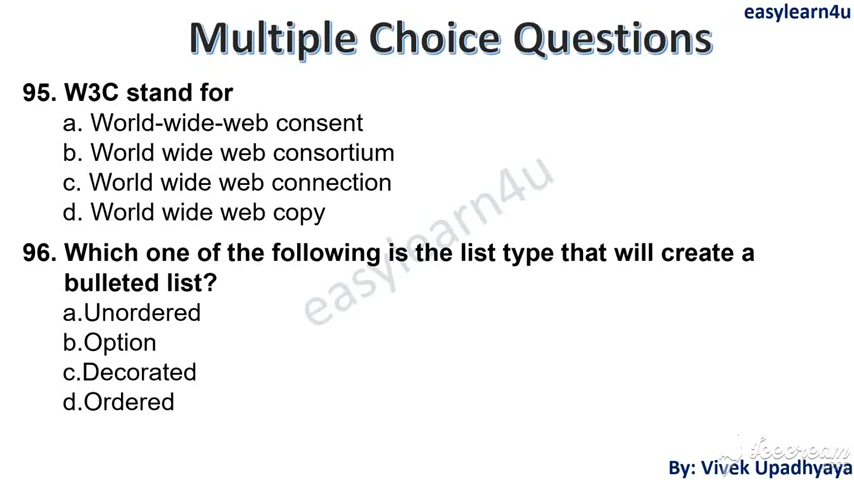 easylearn4u
Multiple Choice Questions
95. W3C stand for
a. World-wide-web consent
b. World wide web consortium
c. World wide web connection
d. World wide web copy
easylearn4u
96. Which one of the following is the list type that will create a
bulleted list?
a.Unordered
b.Option
c.Decorated
d.Ordered
By: Vivek Upadhyaya